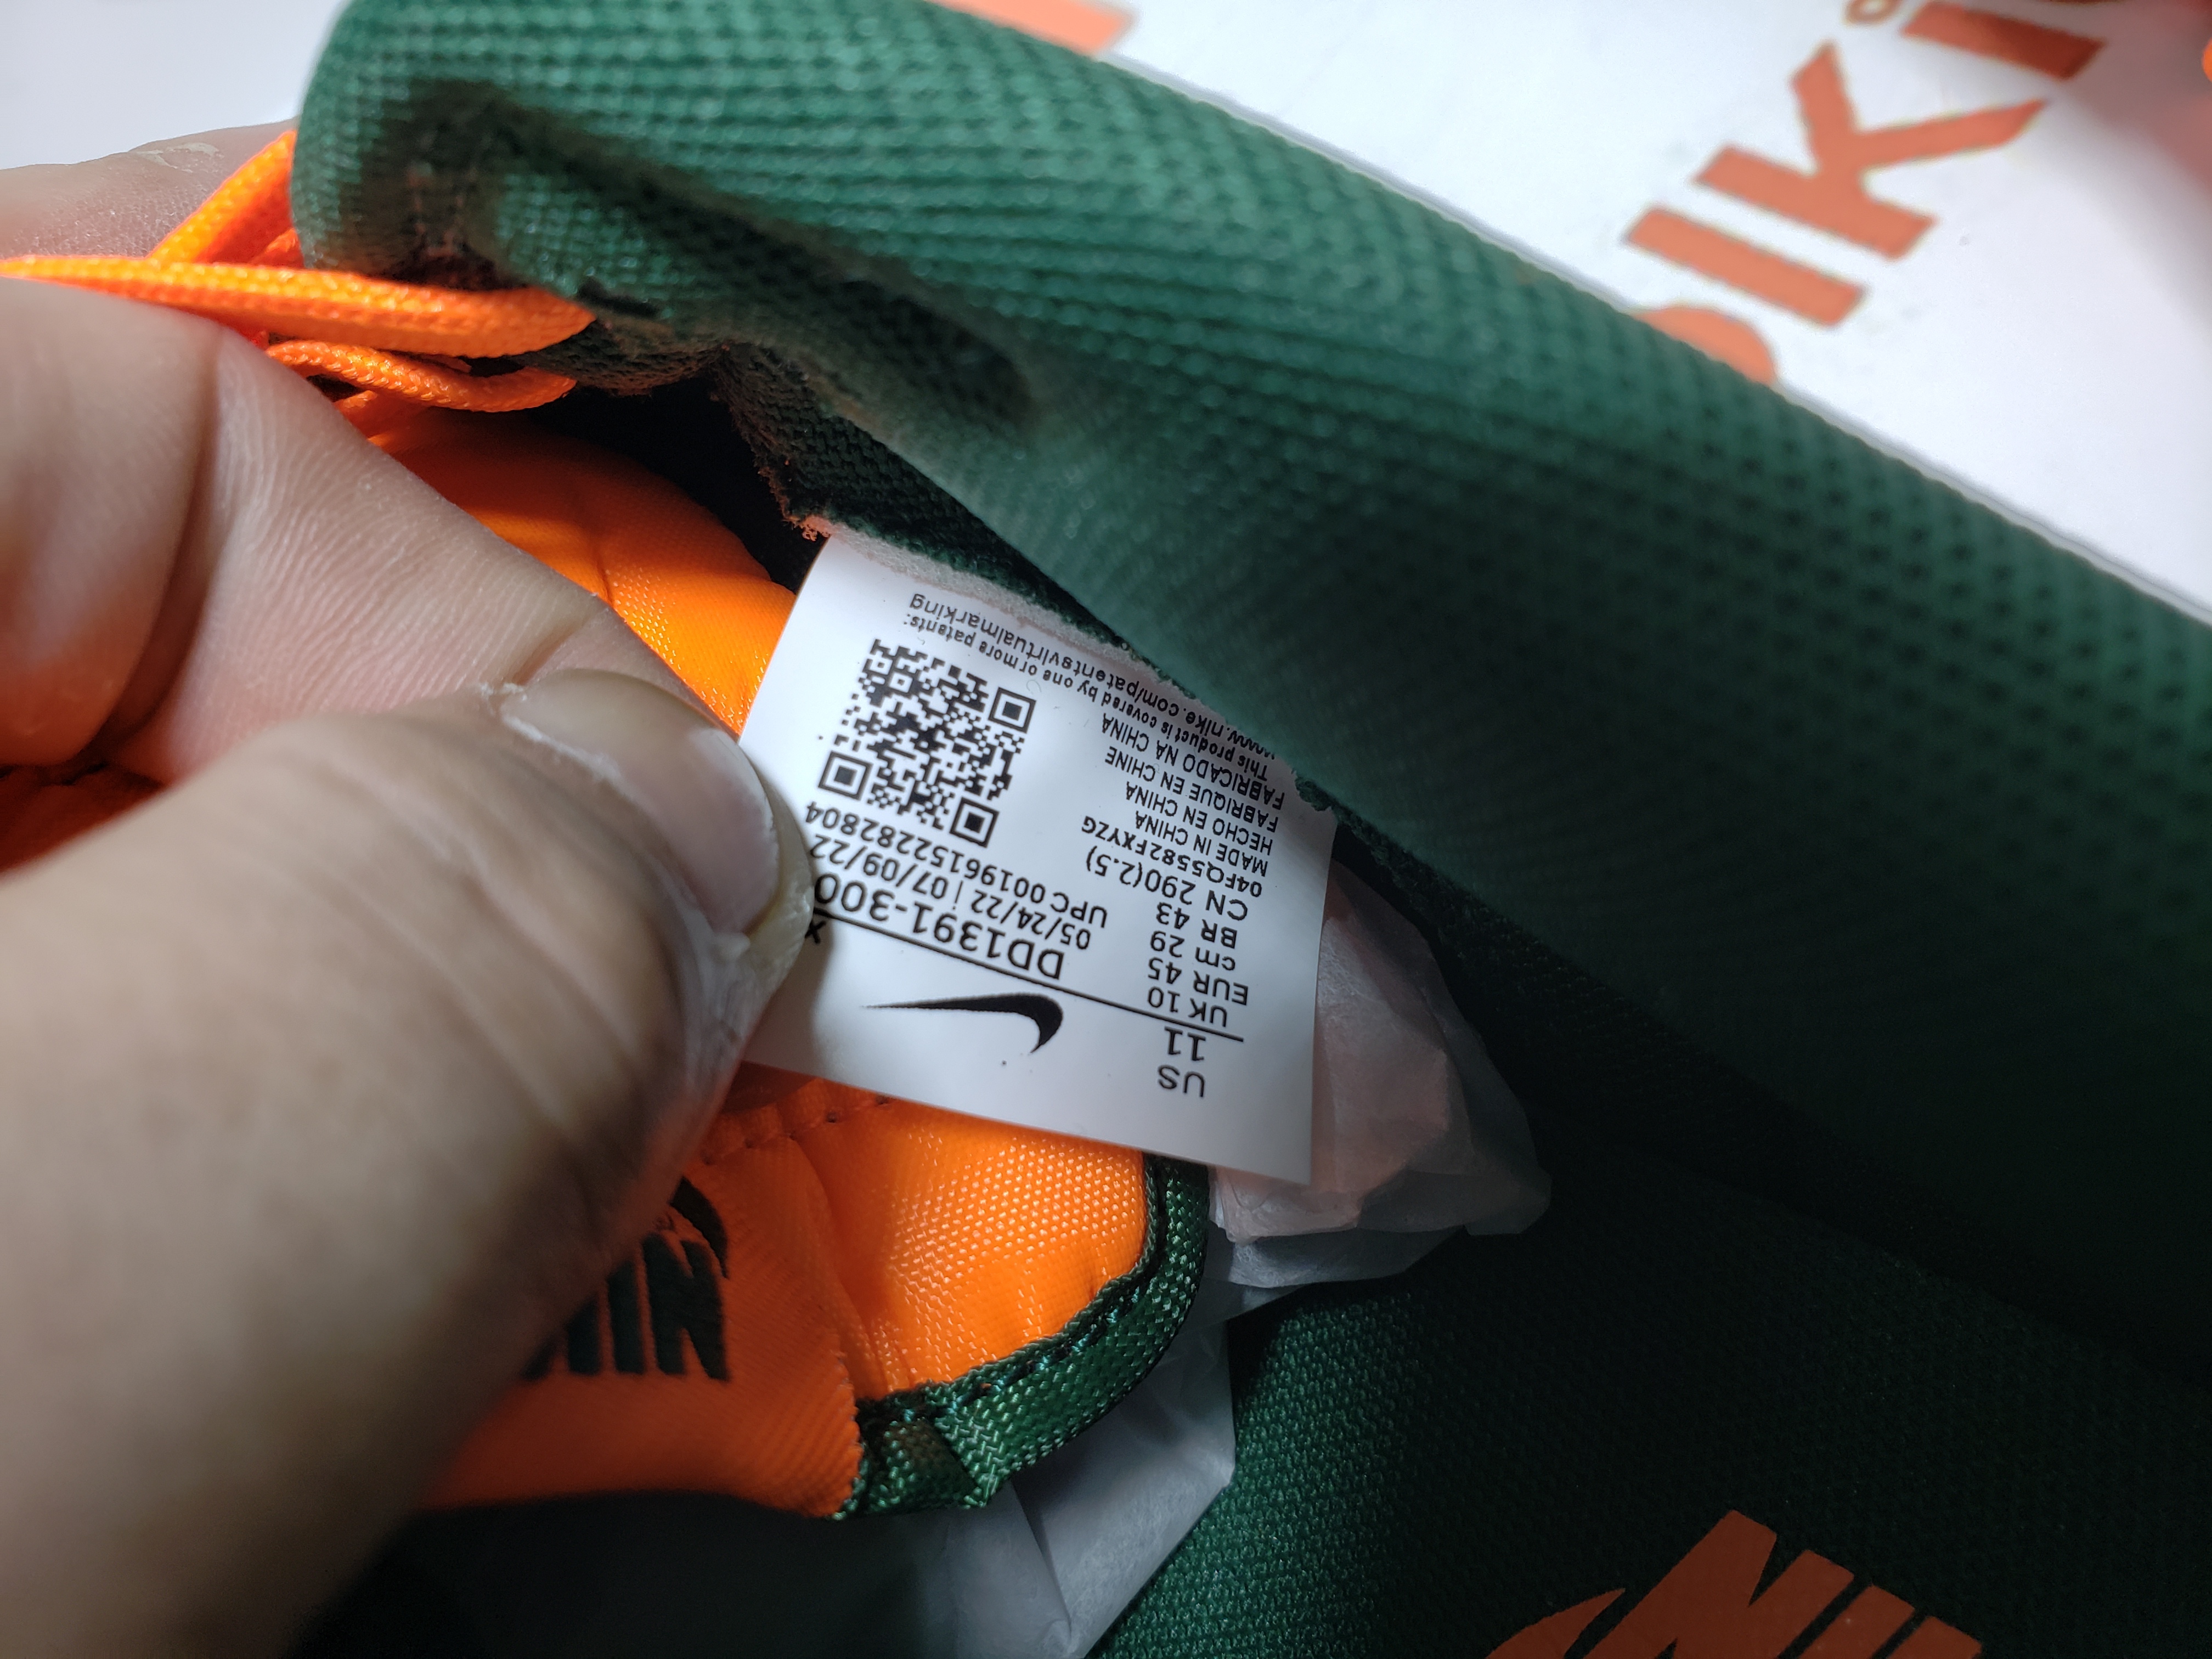 US
11
UK 10
EUR 45
cm 29
BR 43
CN 290(2.5)
04FQ5582FXYZG
MADE IN CHINA
HECHO EN CHINA
FABRIQUE EN CHINE
FABRICADO NA CHINA
DD1391-300
05/24/22 | 07/09/22
UPC 00196152282804
This product is covered by one or more patents:
www.nike.com/patentsvirtualmarking